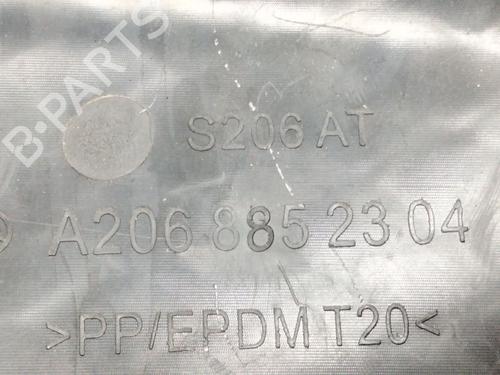 B-PARTS
S206 AT
A206 885 23 04
>PP/EPDM T20<